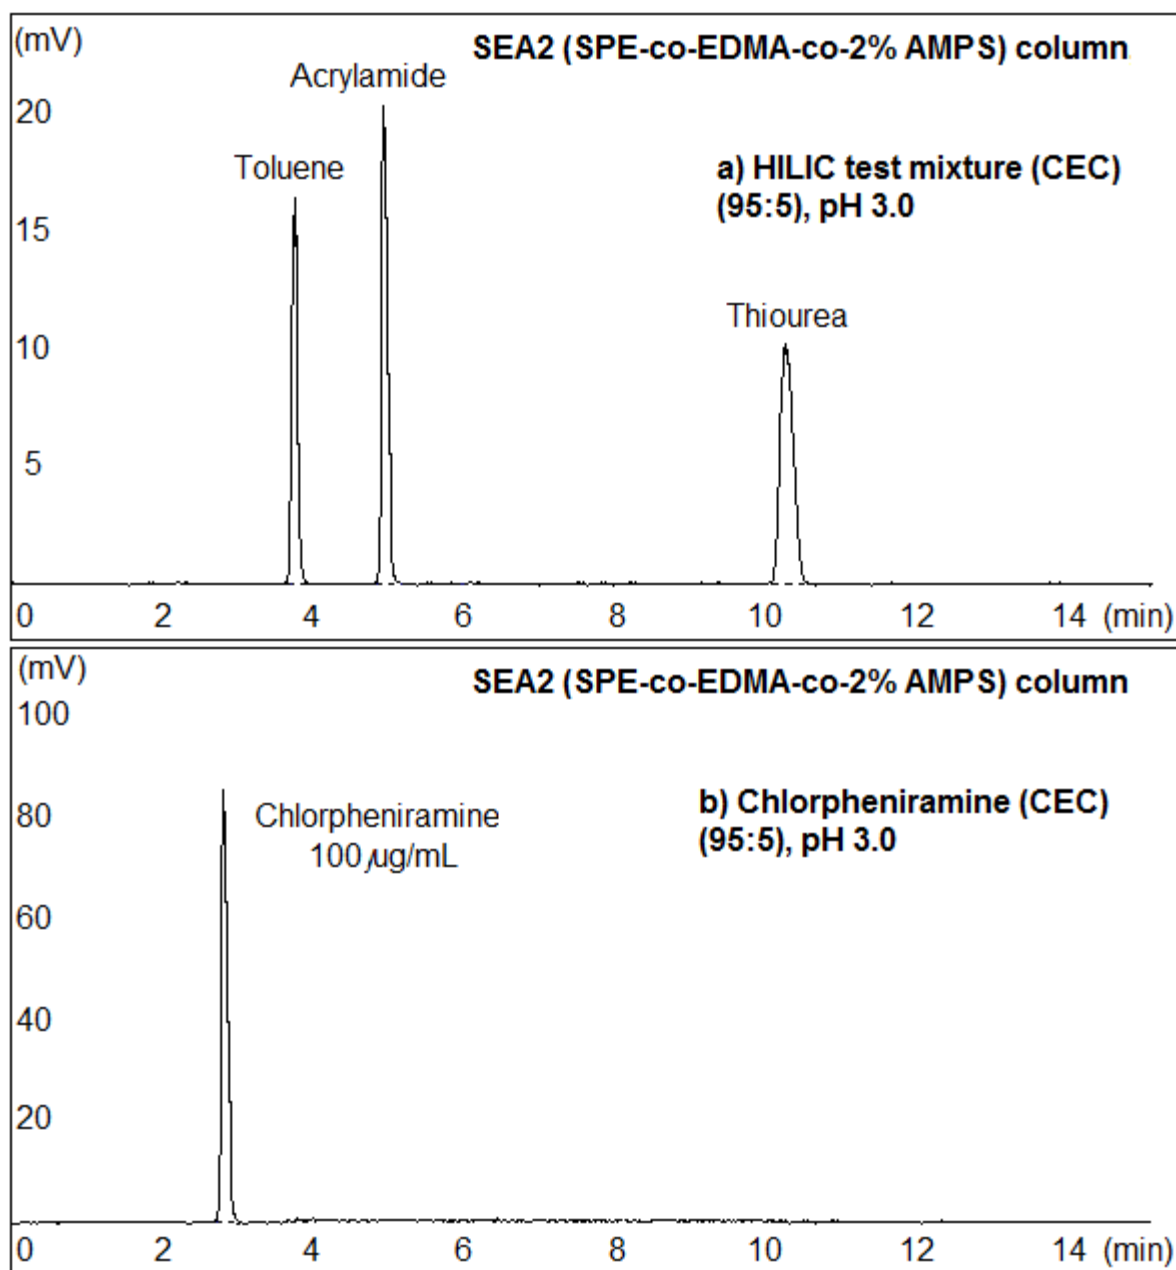 (mV)
SEA2 (SPE-co-EDMA-co-2% AMPS) column
Acrylamide
20
Toluene
a) HILIC test mixture (CEC)
(95:5), pH 3.0
15
Thiourea
10
5
0 2 4 6 8 10 12 14 (min)
(mV)
SEA2 (SPE-co-EDMA-co-2% AMPS) column
100
80
Chlorpheniramine
100 μg/mL
b) Chlorpheniramine (CEC)
(95:5), pH 3.0
60
40
20
0 2 4 6 8 10 12 14 (min)